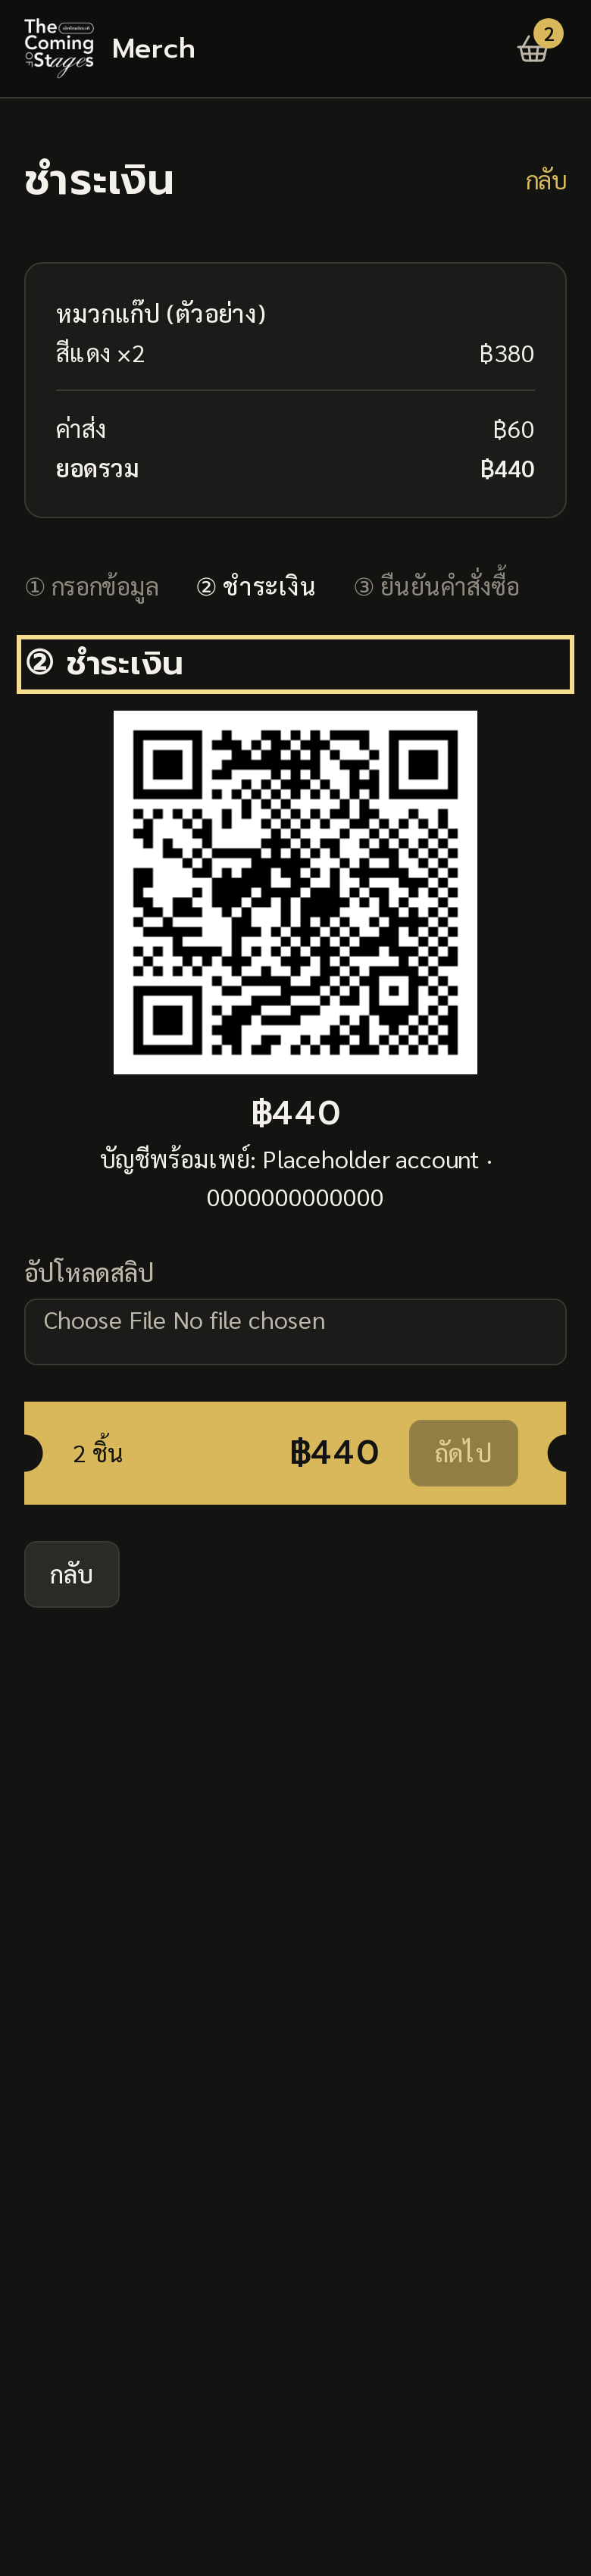 The
Coming
OF Stages
Merch
2
ชำระเงิน
กลับ
หมวกแก๊ป (ตัวอย่าง)
สีแดง ×2 ฿380
ค่าส่ง ฿60
ยอดรวม ฿440
① กรอกข้อมูล ② ชำระเงิน ③ ยืนยันคำสั่งซื้อ
② ชำระเงิน
฿440
บัญชีพร้อมเพย์: Placeholder account ·
0000000000000
อัปโหลดสลิป
Choose File No file chosen
2 ชิ้น ฿440 ถัดไป
กลับ